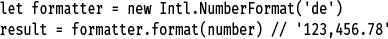 let formatter = new Intl.NumberFormat('de')
result = formatter.format(number) // '123,456.78'